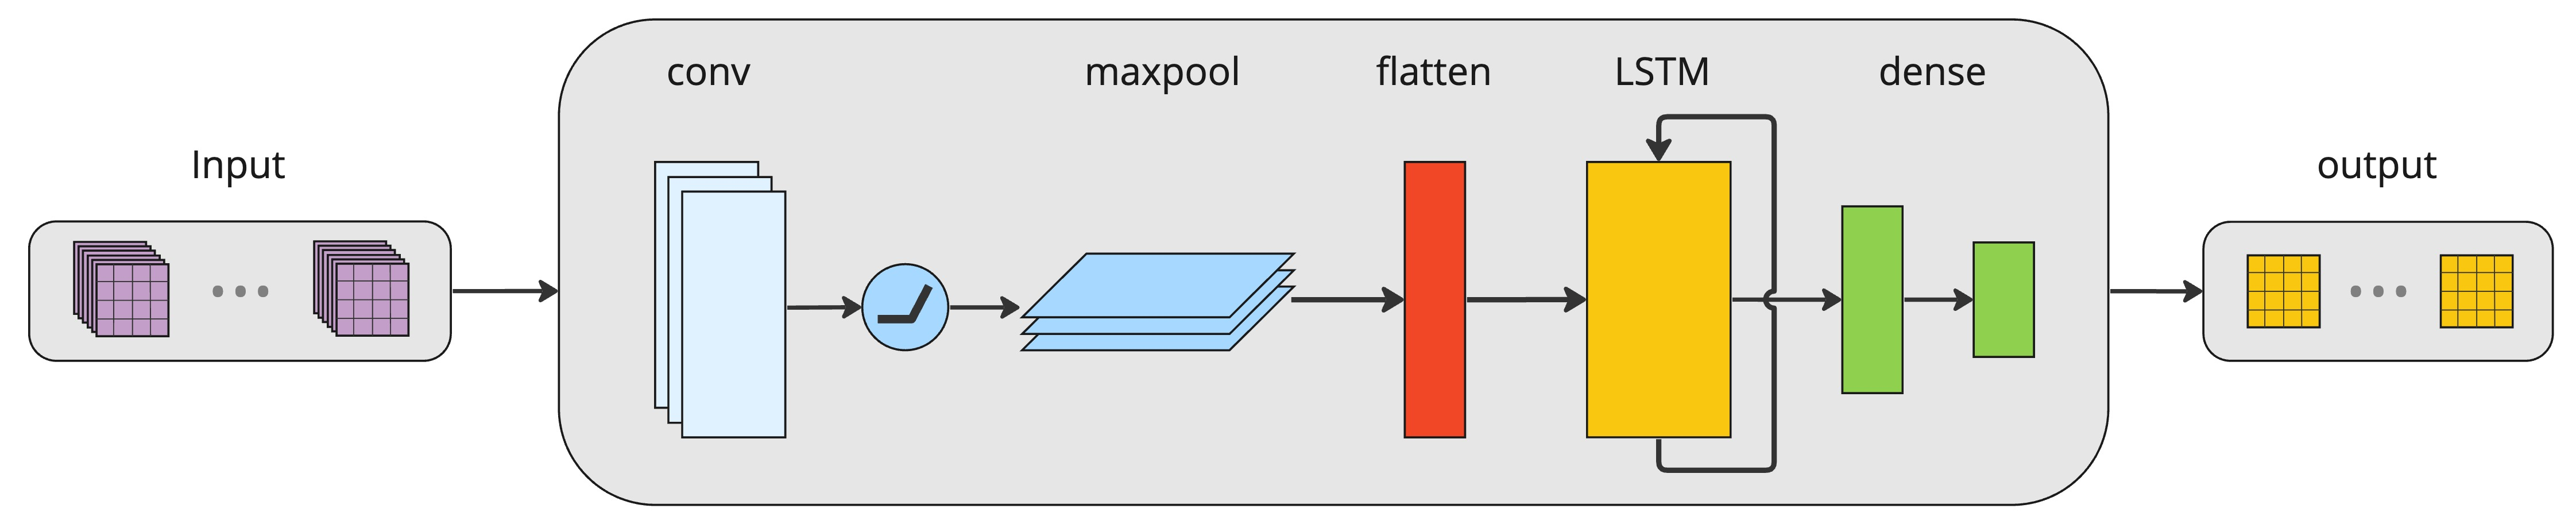 Input
conv
maxpool
flatten
LSTM
dense
output